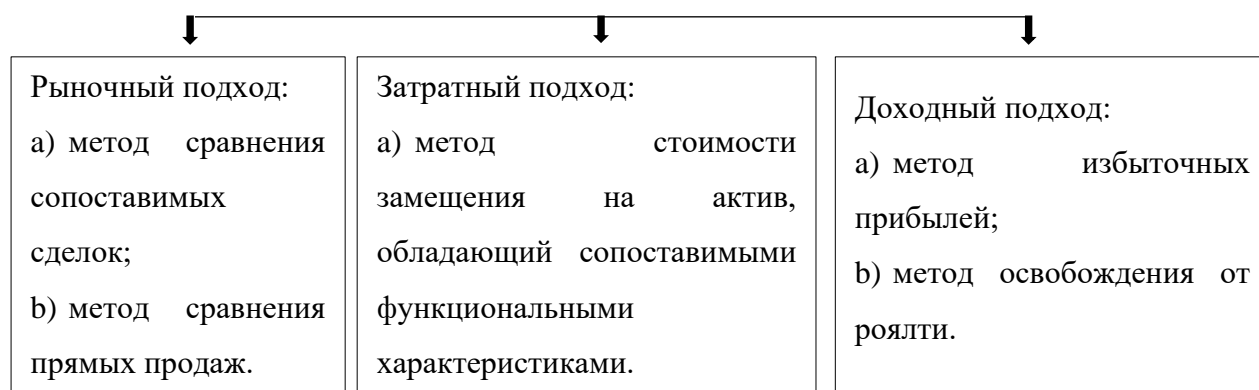 Рыночный подход:
a) метод сравнения
сопоставимых
сделок;
b) метод сравнения
прямых продаж.
Затратный подход:
a) метод стоимости
замещения на актив,
обладающий сопоставимыми
функциональными
характеристиками.
Доходный подход:
a) метод избыточных
прибылей;
b) метод освобождения от
роялти.